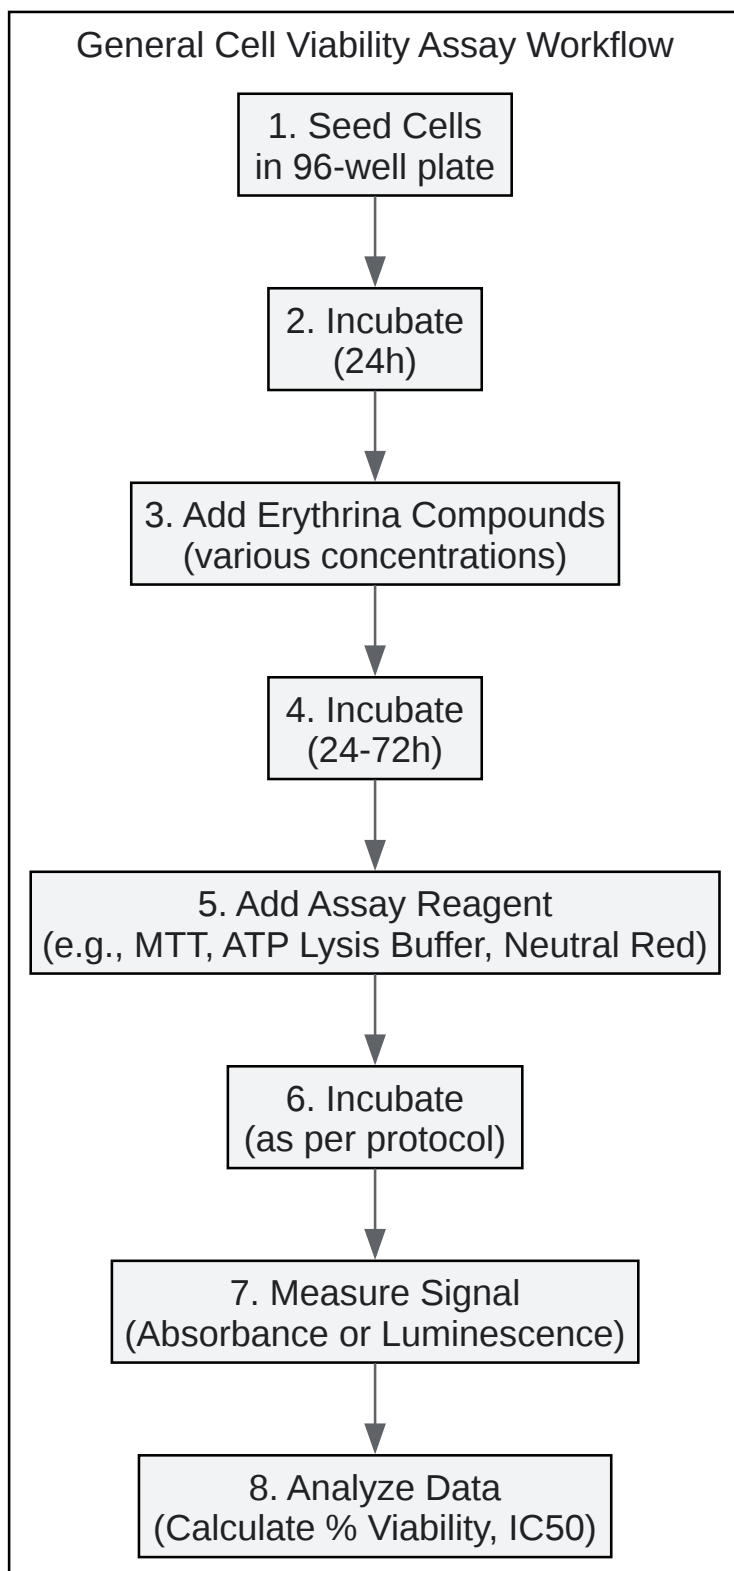 General Cell Viability Assay Workflow
1. Seed Cells
in 96-well plate
2. Incubate
(24h)
3. Add Erythrina Compounds
(various concentrations)
4. Incubate
(24-72h)
5. Add Assay Reagent
(e.g., MTT, ATP Lysis Buffer, Neutral Red)
6. Incubate
(as per protocol)
7. Measure Signal
(Absorbance or Luminescence)
8. Analyze Data
(Calculate % Viability, IC50)